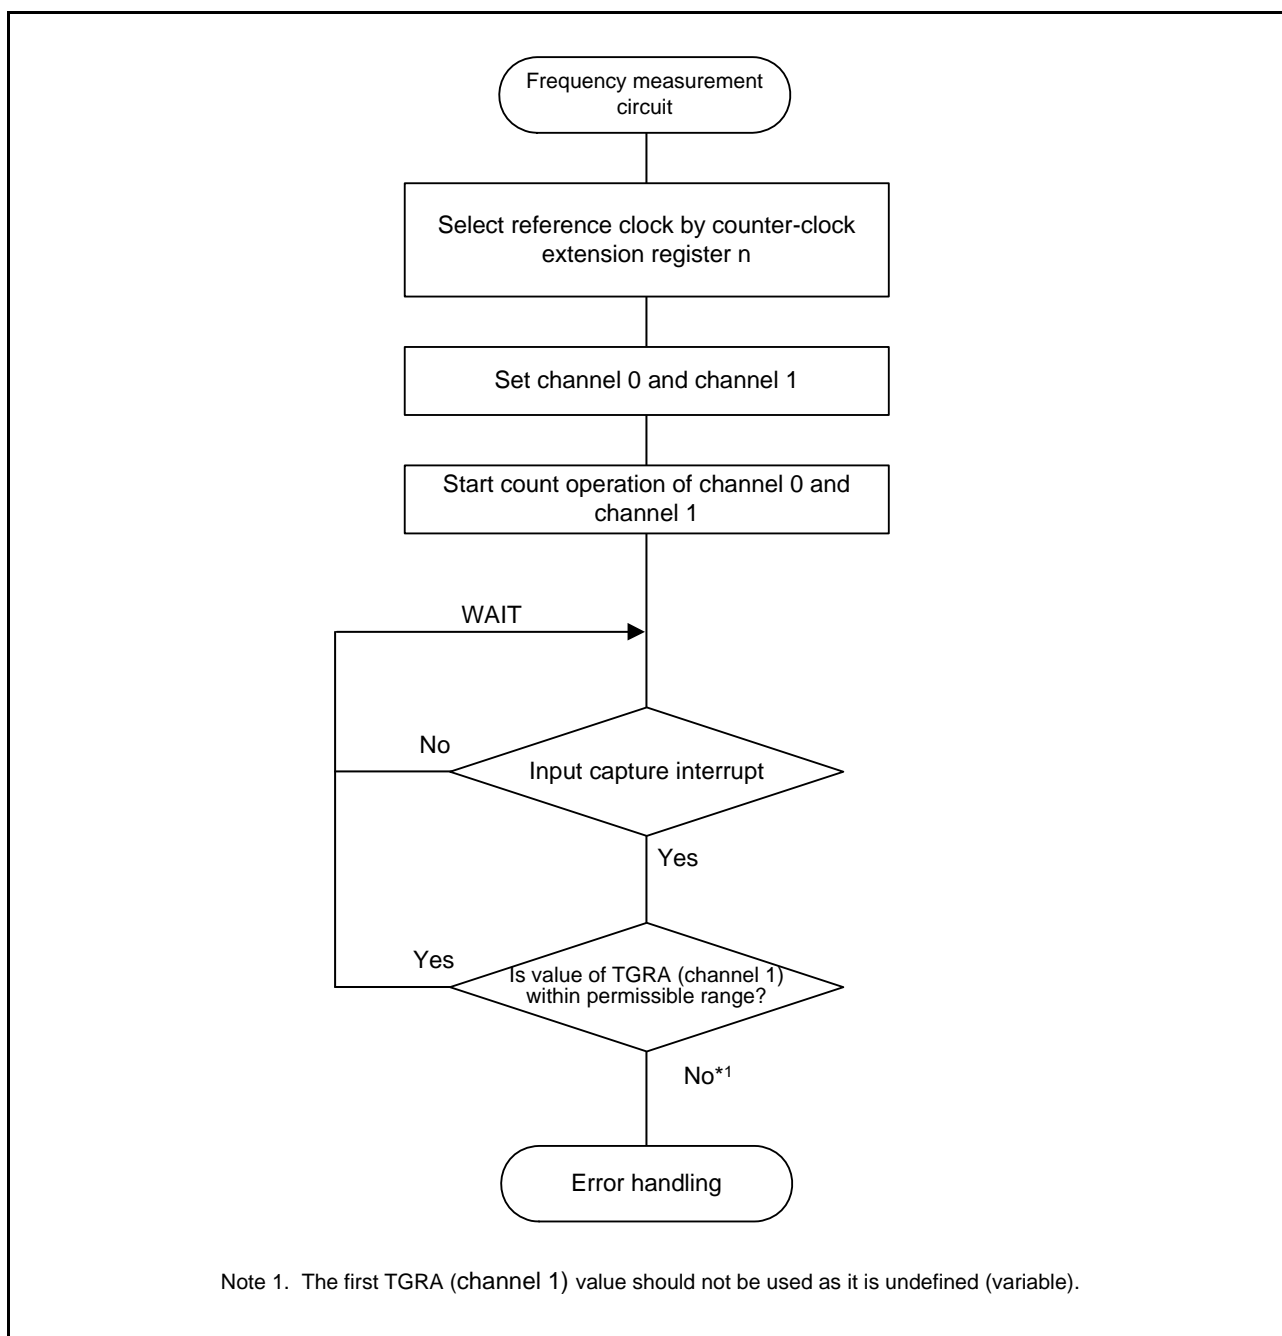 Frequency measurement
circuit
Select reference clock by counter-clock
extension register n
Set channel 0 and channel 1
Start count operation of channel 0 and
channel 1
WAIT
No
Input capture interrupt
Yes
Yes
Is value of TGRA (channel 1)
within permissible range?
No*1
Error handling
Note 1. The first TGRA (channel 1) value should not be used as it is undefined (variable).